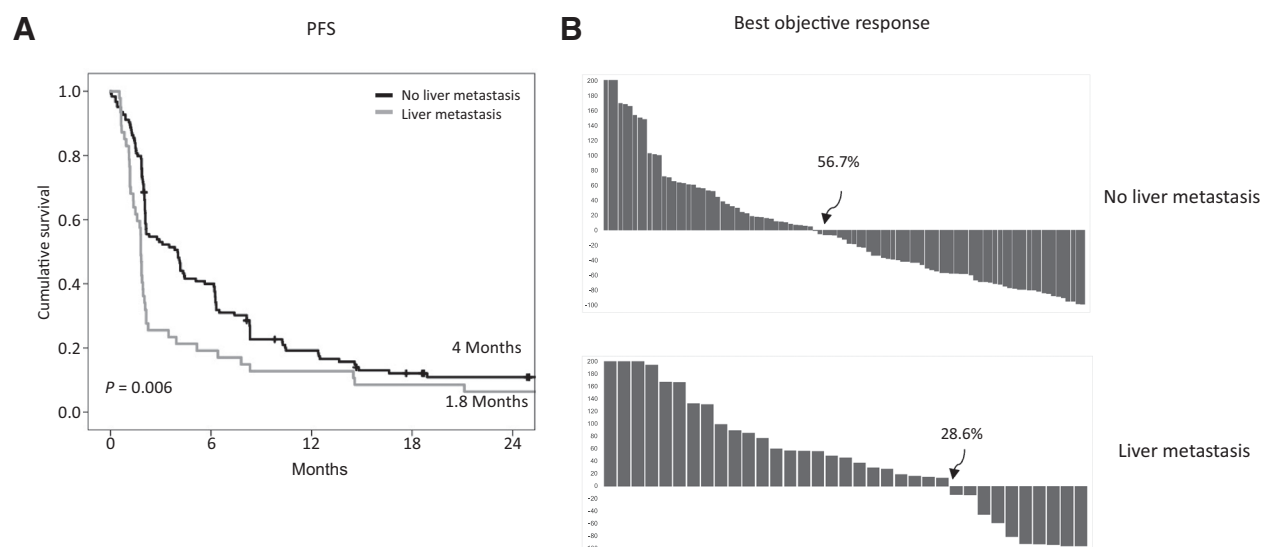 A
PFS
1.0
0.8
0.6
0.4
0.2
0.0
Cumulative survival
No liver metastasis
Liver metastasis
4 Months
1.8 Months
P = 0.006
0 6 12 18 24
Months
B
Best objective response
200
180
160
140
120
100
80
60
40
20
0
-20
-40
-60
-80
-100
56.7%
No liver metastasis
200
180
160
140
120
100
80
60
40
20
0
-20
-40
-60
-80
28.6%
Liver metastasis